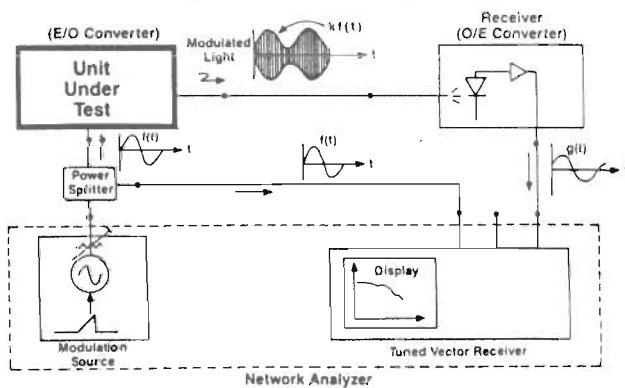 (E/O Converter)
Unit
Under
Test
Modulated
Light
kf(t)
t
Receiver
(O/E Converter)
f(t)
t
f(t)
t
g(t)
t
Power
Splitter
Display
Modulation
Source
Tuned Vector Receiver
Network Analyzer